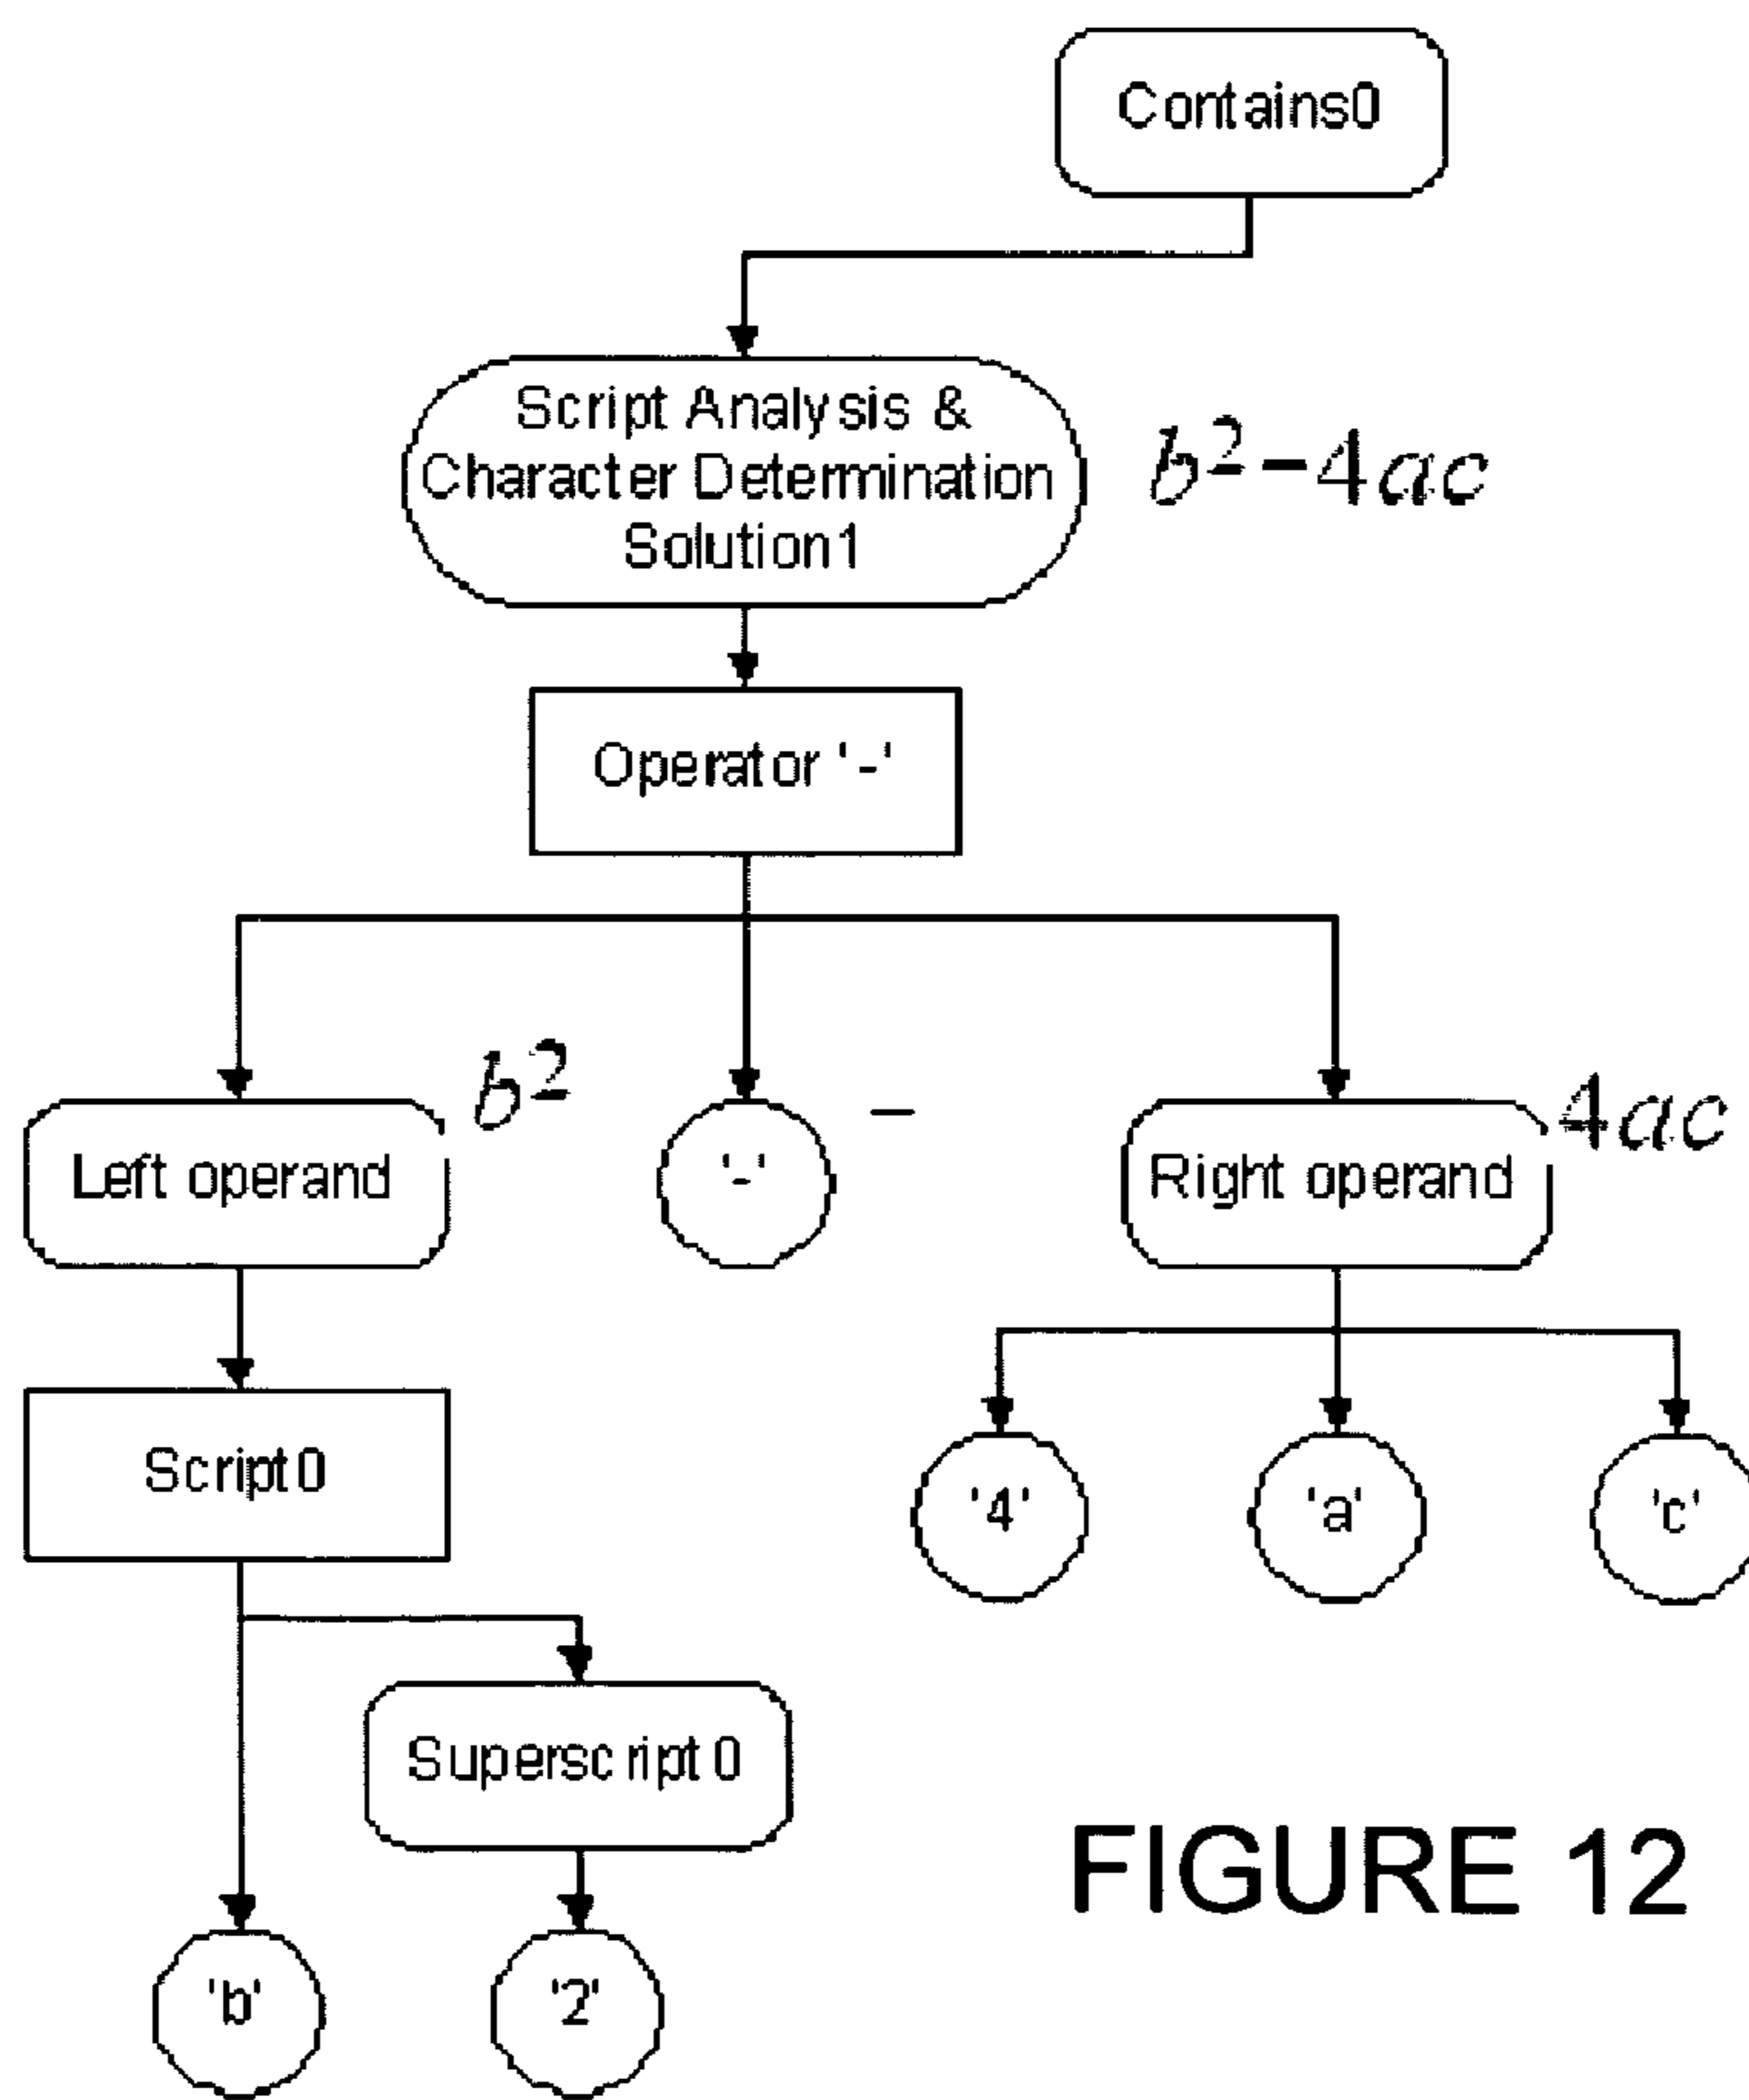 Contains0
Script Analysis &
Character Determination
Solution1
b²-4ac
Operator '-'
b²
-
4ac
Left operand
'-'
Right operand
Script0
'4'
'a'
'c'
Superscript0
FIGURE 12
'b'
'2'